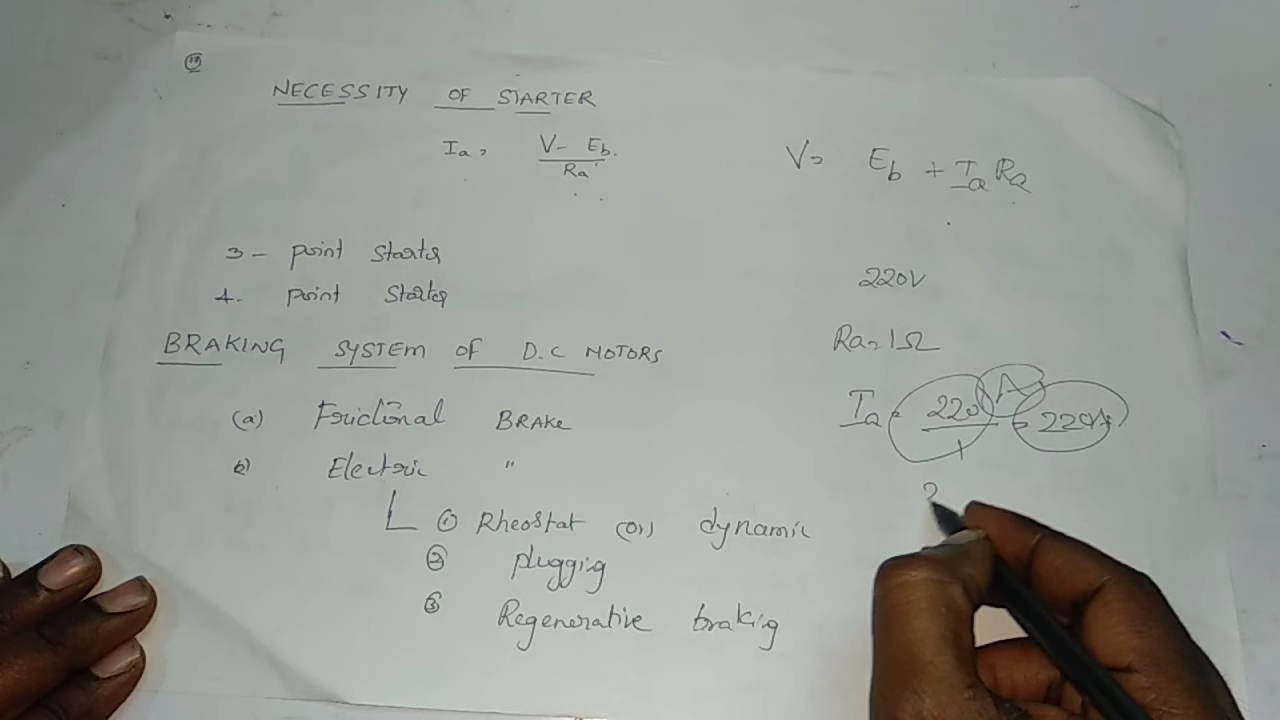 NECESSITY OF STARTER
Ia = V - Eb / Ra
V = Eb + Ia Ra
3 - point starter
4 - point starter
220V
Ra = 1Ω
BRAKING SYSTEM OF D.C MOTORS
Ia = 220 / 1 = 220A
(a) Frictional BRAKE
b) Electric "
① Rheostat (or) dynamic
② plugging
③ Regenerative braking